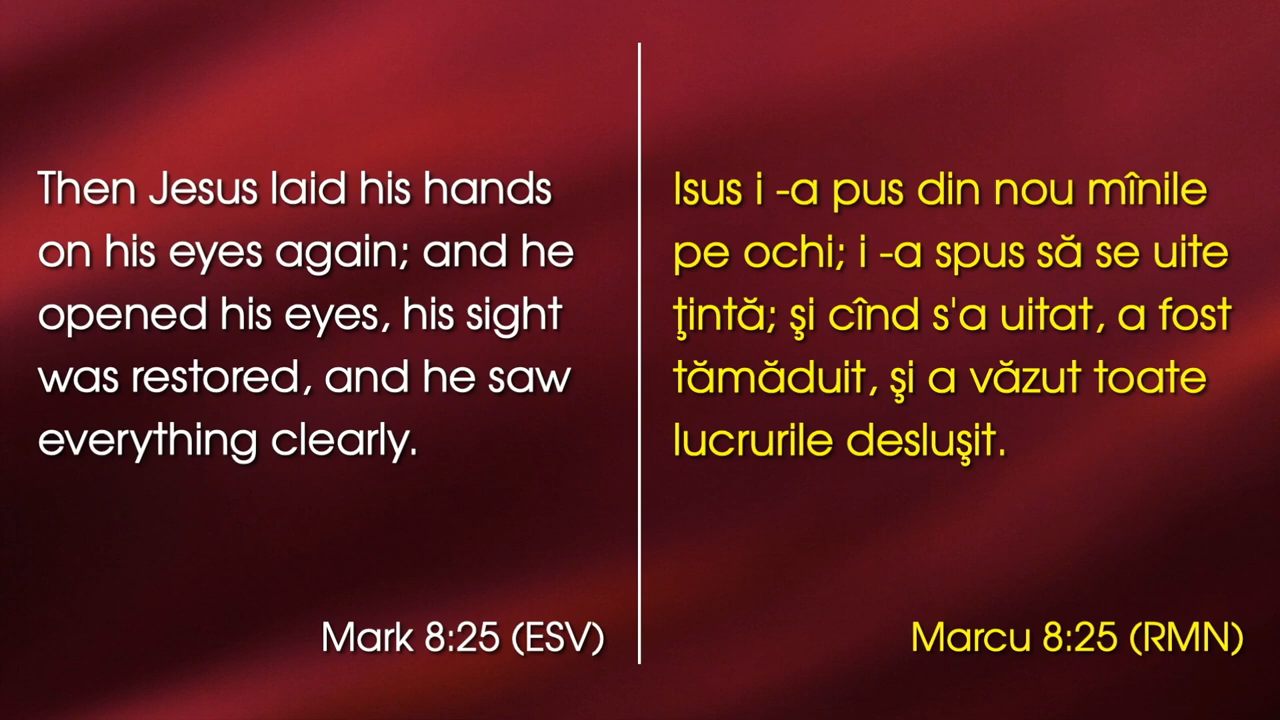 Then Jesus laid his hands
on his eyes again; and he
opened his eyes, his sight
was restored, and he saw
everything clearly.
Mark 8:25 (ESV)
Isus i -a pus din nou mînile
pe ochi; i -a spus să se uite
ţintă; şi cînd s'a uitat, a fost
tămăduit, şi a văzut toate
lucrurile desluşit.
Marcu 8:25 (RMN)